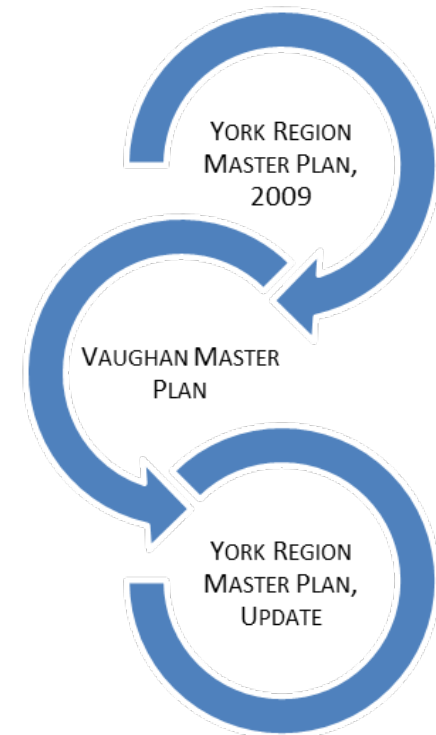 YORK REGION
MASTER PLAN,
2009
VAUGHAN MASTER
PLAN
YORK REGION
MASTER PLAN,
UPDATE